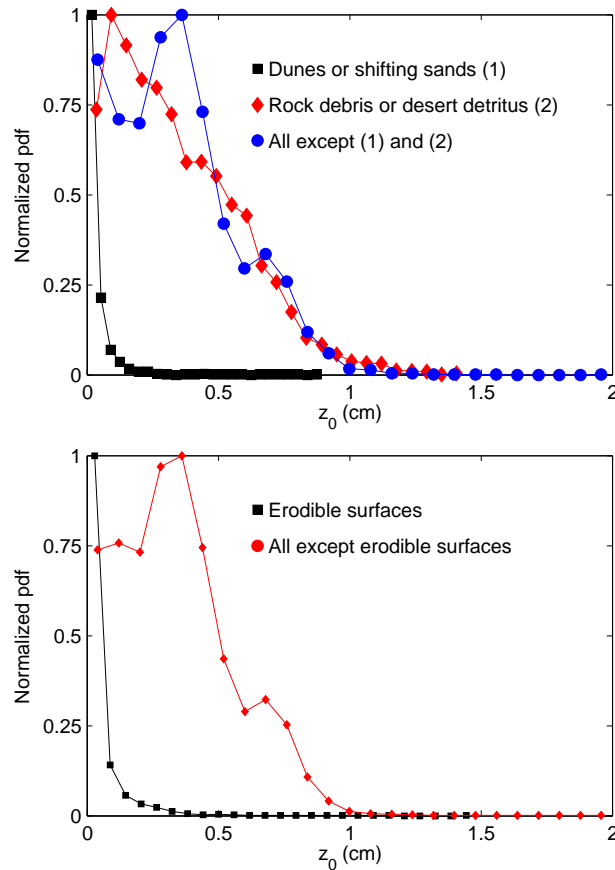 1
0.75
0.5
0.25
0
Normalized pdf
Dunes or shifting sands (1)
Rock debris or desert detritus (2)
All except (1) and (2)
0 0.5 1 1.5 2
z_0 (cm)
1
0.75
0.5
0.25
0
Normalized pdf
Erodible surfaces
All except erodible surfaces
0 0.5 1 1.5 2
z_0 (cm)